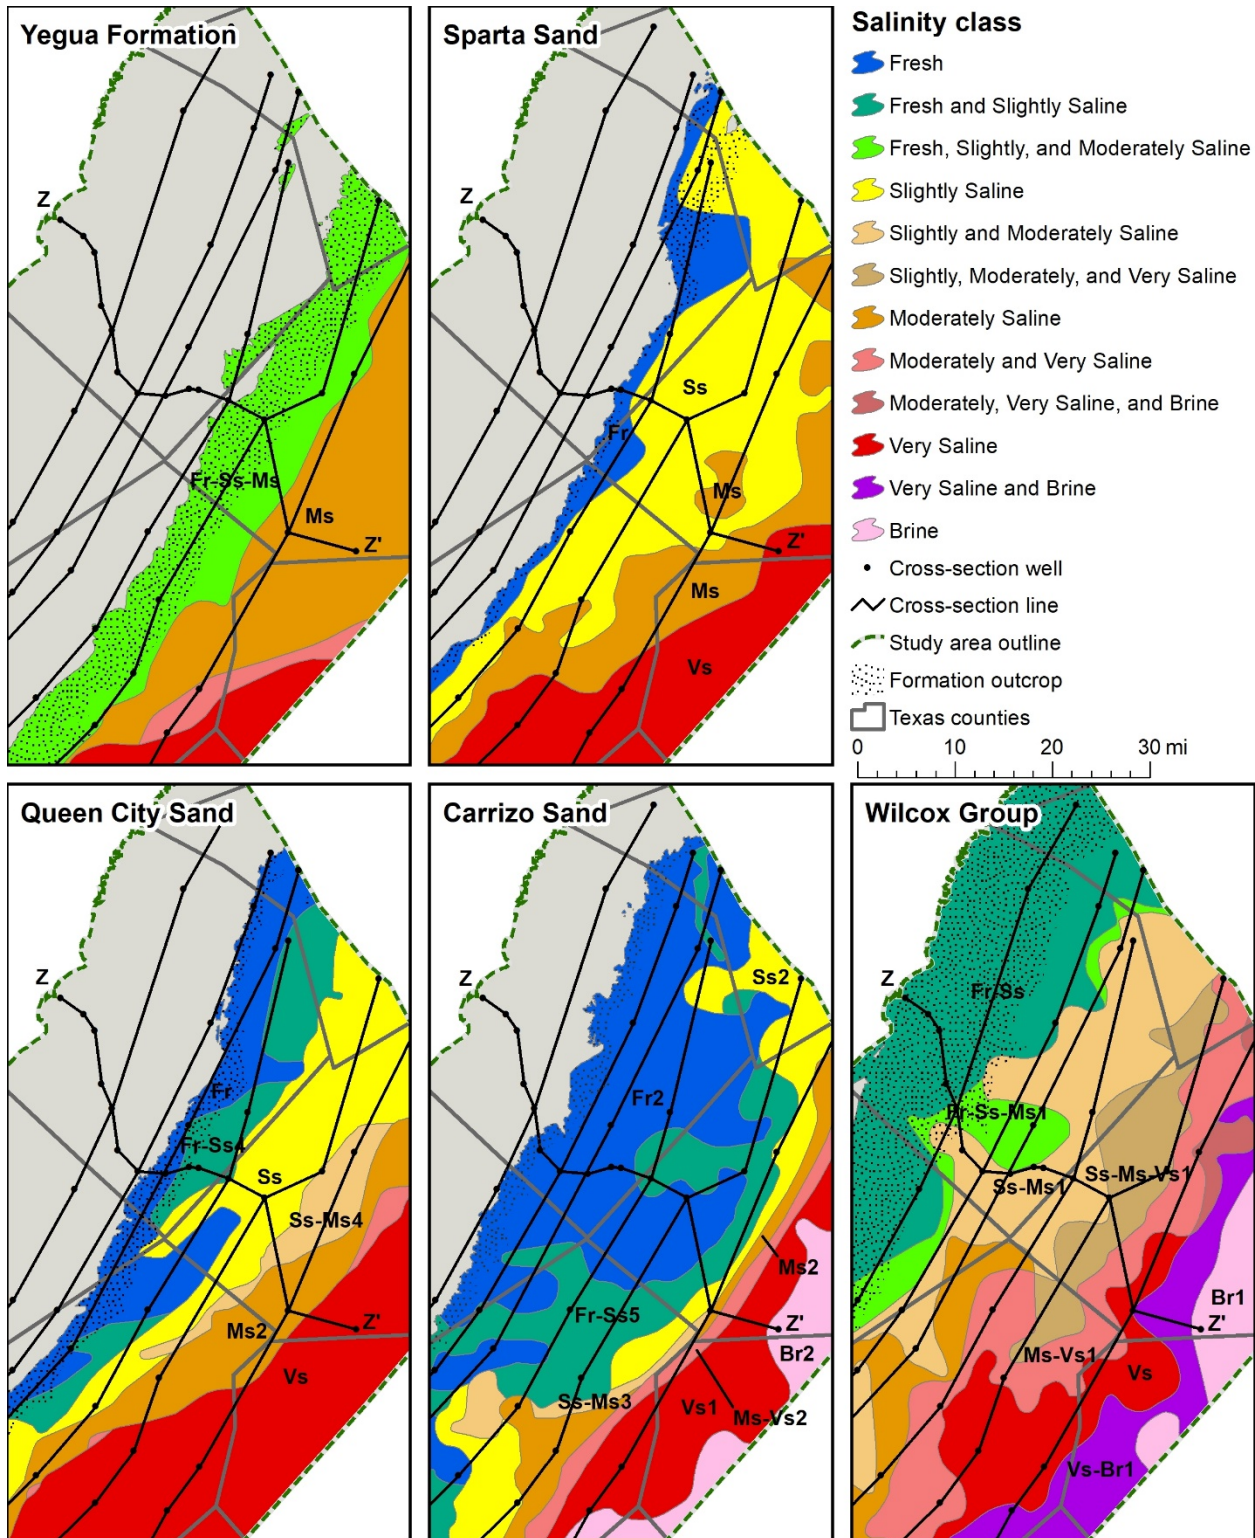 Yegua Formation
Z
Fr-Ss-Ms
Ms
Z'
Sparta Sand
Z
Ss
Fr
Ms
Z'
Ms
Vs
Salinity class
Fresh
Fresh and Slightly Saline
Fresh, Slightly, and Moderately Saline
Slightly Saline
Slightly and Moderately Saline
Slightly, Moderately, and Very Saline
Moderately Saline
Moderately and Very Saline
Moderately, Very Saline, and Brine
Very Saline
Very Saline and Brine
Brine
Cross-section well
Cross-section line
Study area outline
Formation outcrop
Texas counties
0 10 20 30 mi
Queen City Sand
Z
Fr
Fr-Ss4
Ss
Ss-Ms4
Ms2
Z'
Vs
Carrizo Sand
Z
Ss2
Fr2
Ms2
Fr-Ss5
Z'
Br2
Ss-Ms3
Vs1
Ms-Vs2
Wilcox Group
Z
Fr-Ss
Fr-Ss-Ms1
Ss-Ms1
Ss-Ms-Vs1
Br1
Z'
Ms-Vs1
Vs
Vs-Br1